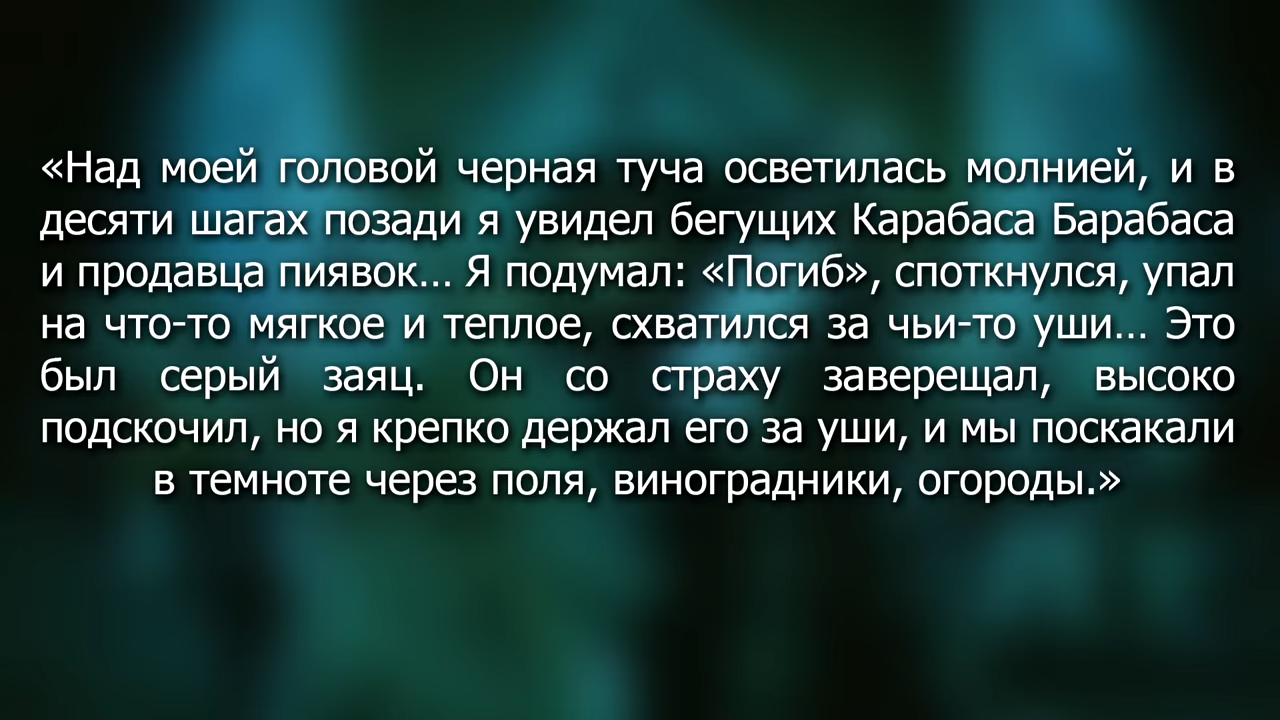 «Над моей головой черная туча осветилась молнией, и в
десяти шагах позади я увидел бегущих Карабаса Барабаса
и продавца пиявок... Я подумал: «Погиб», споткнулся, упал
на что-то мягкое и теплое, схватился за чьи-то уши... Это
был серый заяц. Он со страху заверещал, высоко
подскочил, но я крепко держал его за уши, и мы поскакали
в темноте через поля, виноградники, огороды.»